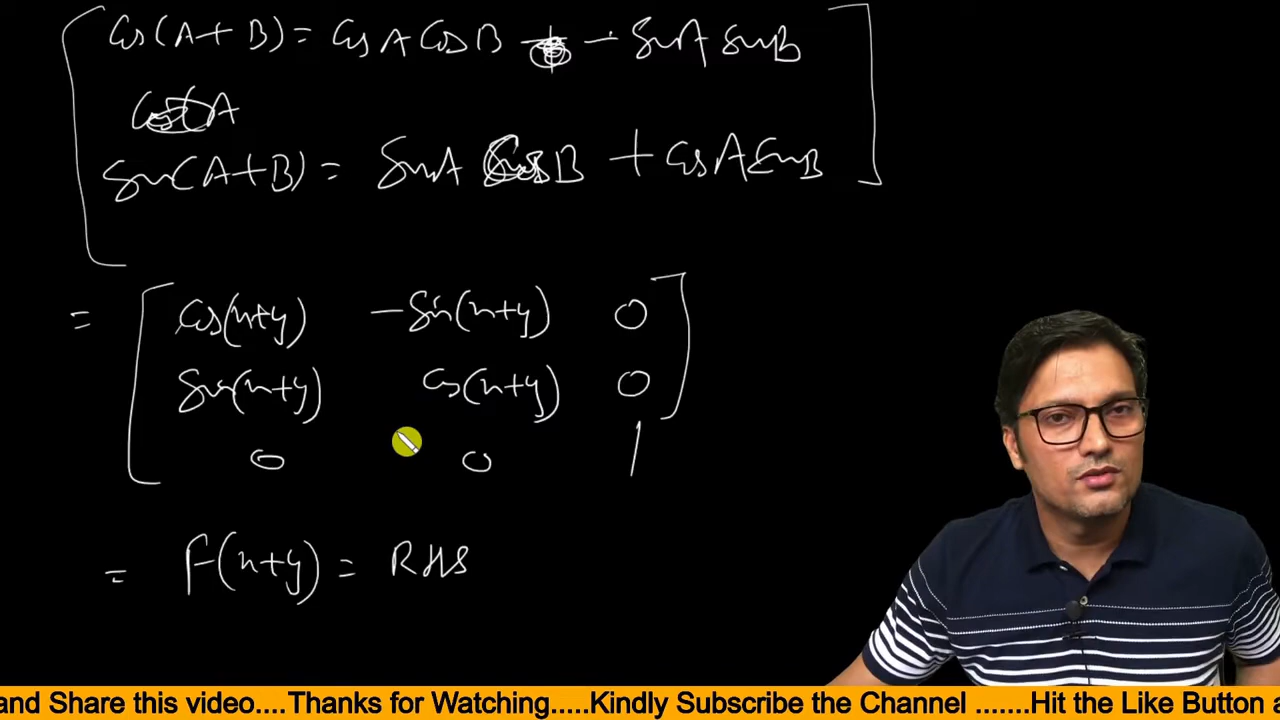 Cos(A+B) = Cos A Cos B - Sin A Sin B
Cos A
Sin(A+B) = Sin A Cos B + Cos A Sin B
= Cos(x+y) -Sin(x+y) 0
Sin(x+y) Cos(x+y) 0
0 0 1
= F(x+y) = RHS
and Share this video....Thanks for Watching.....Kindly Subscribe the Channel .......Hit the Like Button a